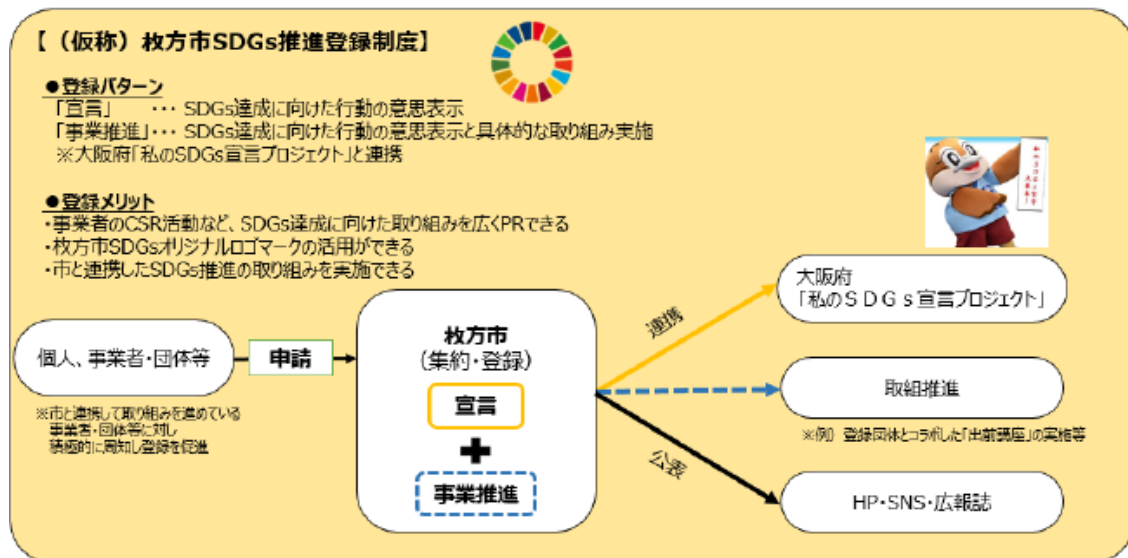 【（仮称）枚方市SDGs推進登録制度】
●登録パターン
「宣言」 ･･･ SDGs達成に向けた行動の意思表示
「事業推進」･･･ SDGs達成に向けた行動の意思表示と具体的な取り組み実施
※大阪府「私のSDGs宣言プロジェクト」と連携
●登録メリット
・事業者のCSR活動など、SDGs達成に向けた取り組みを広くPRできる
・枚方市SDGsオリジナルロゴマークの活用ができる
・市と連携したSDGs推進の取り組みを実施できる
個人、事業者・団体等
申請
※市と連携して取り組みを進めている
事業者・団体等に対し
積極的に周知し登録を促進
枚方市
（集約・登録）
宣言
＋
事業推進
連携
公表
大阪府
「私のＳＤＧｓ宣言プロジェクト」
取組推進
※例）登録団体とコラボした「出前講座」の実施等
HP・SNS・広報誌